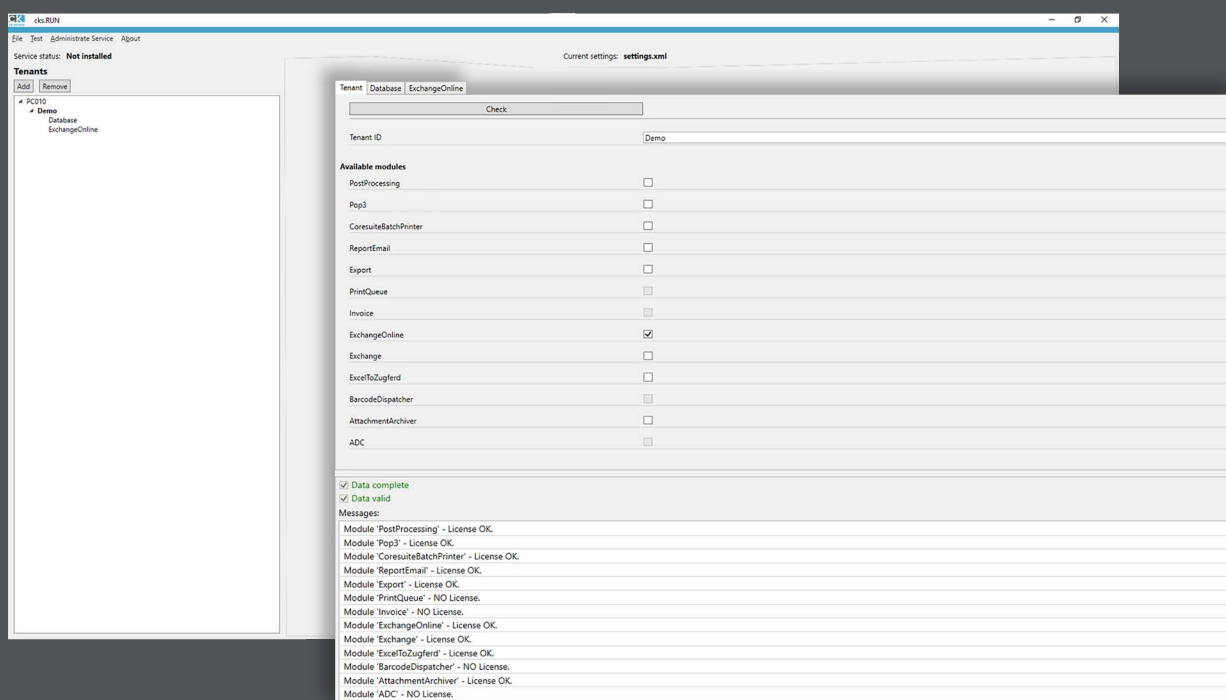 CK
cks.RUN
File Test Administrate Service About
Service status: Not installed
Current settings: settings.xml
Tenants
Add Remove
PC010
Demo
Database
ExchangeOnline
Tenant Database ExchangeOnline
Check
Tenant ID Demo
Available modules
PostProcessing
Pop3
CoresuiteBatchPrinter
ReportEmail
Export
PrintQueue
Invoice
ExchangeOnline
Exchange
ExcelToZugferd
BarcodeDispatcher
AttachmentArchiver
ADC
Data complete
Data valid
Messages:
Module 'PostProcessing' - License OK.
Module 'Pop3' - License OK.
Module 'CoresuiteBatchPrinter' - License OK.
Module 'ReportEmail' - License OK.
Module 'Export' - License OK.
Module 'PrintQueue' - NO License.
Module 'Invoice' - NO License.
Module 'ExchangeOnline' - License OK.
Module 'Exchange' - License OK.
Module 'ExcelToZugferd' - License OK.
Module 'BarcodeDispatcher' - NO License.
Module 'AttachmentArchiver' - License OK.
Module 'ADC' - NO License.